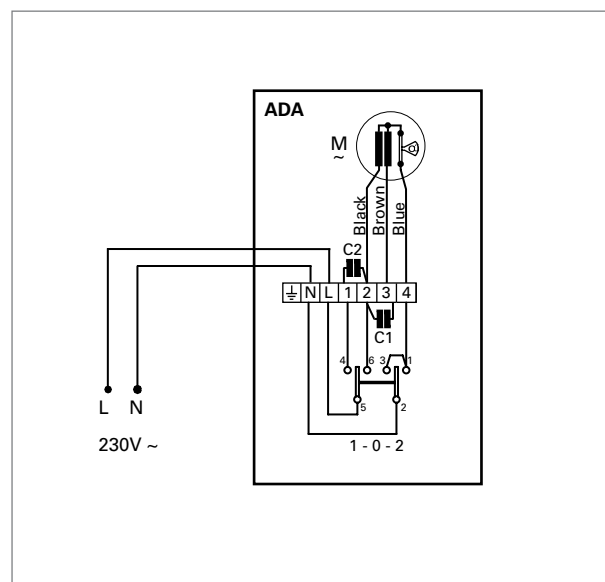 ADA
M
~
Black
Brown
Blue
C2
N L 1 2 3 4
C1
4 6 3 1
5 2
L N
230V ~
1 - 0 - 2